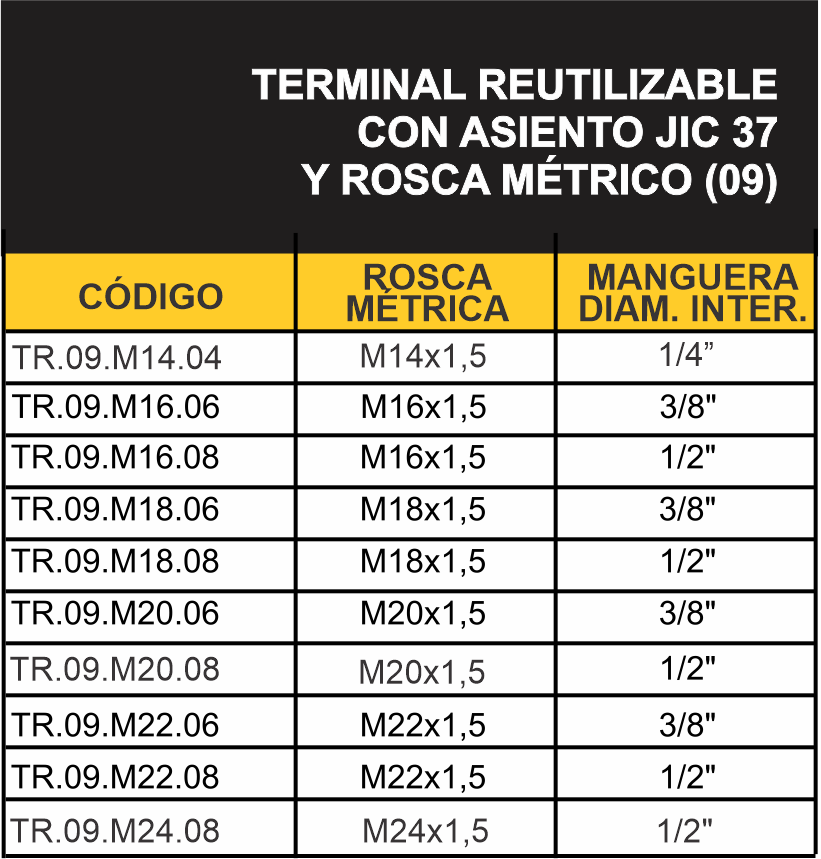 TERMINAL REUTILIZABLE
CON ASIENTO JIC 37
Y ROSCA MÉTRICO (09)
CÓDIGO ROSCA MÉTRICA MANGUERA DIAM. INTER.
TR.09.M14.04 M14x1,5 1/4”
TR.09.M16.06 M16x1,5 3/8"
TR.09.M16.08 M16x1,5 1/2"
TR.09.M18.06 M18x1,5 3/8"
TR.09.M18.08 M18x1,5 1/2"
TR.09.M20.06 M20x1,5 3/8"
TR.09.M20.08 M20x1,5 1/2"
TR.09.M22.06 M22x1,5 3/8"
TR.09.M22.08 M22x1,5 1/2"
TR.09.M24.08 M24x1,5 1/2"